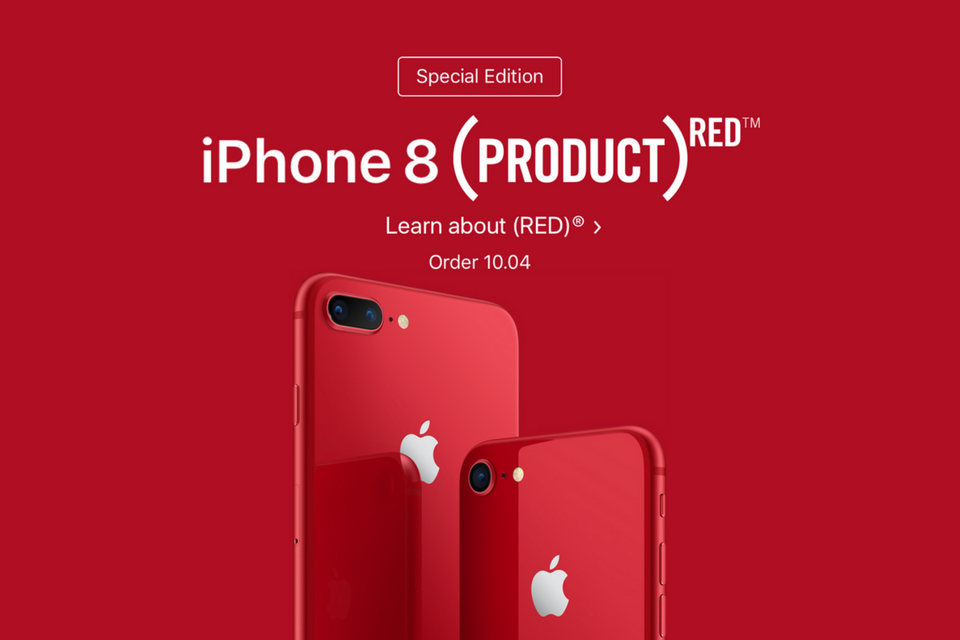 Special Edition
iPhone 8 (PRODUCT)RED™
Learn about (RED)® ›
Order 10.04